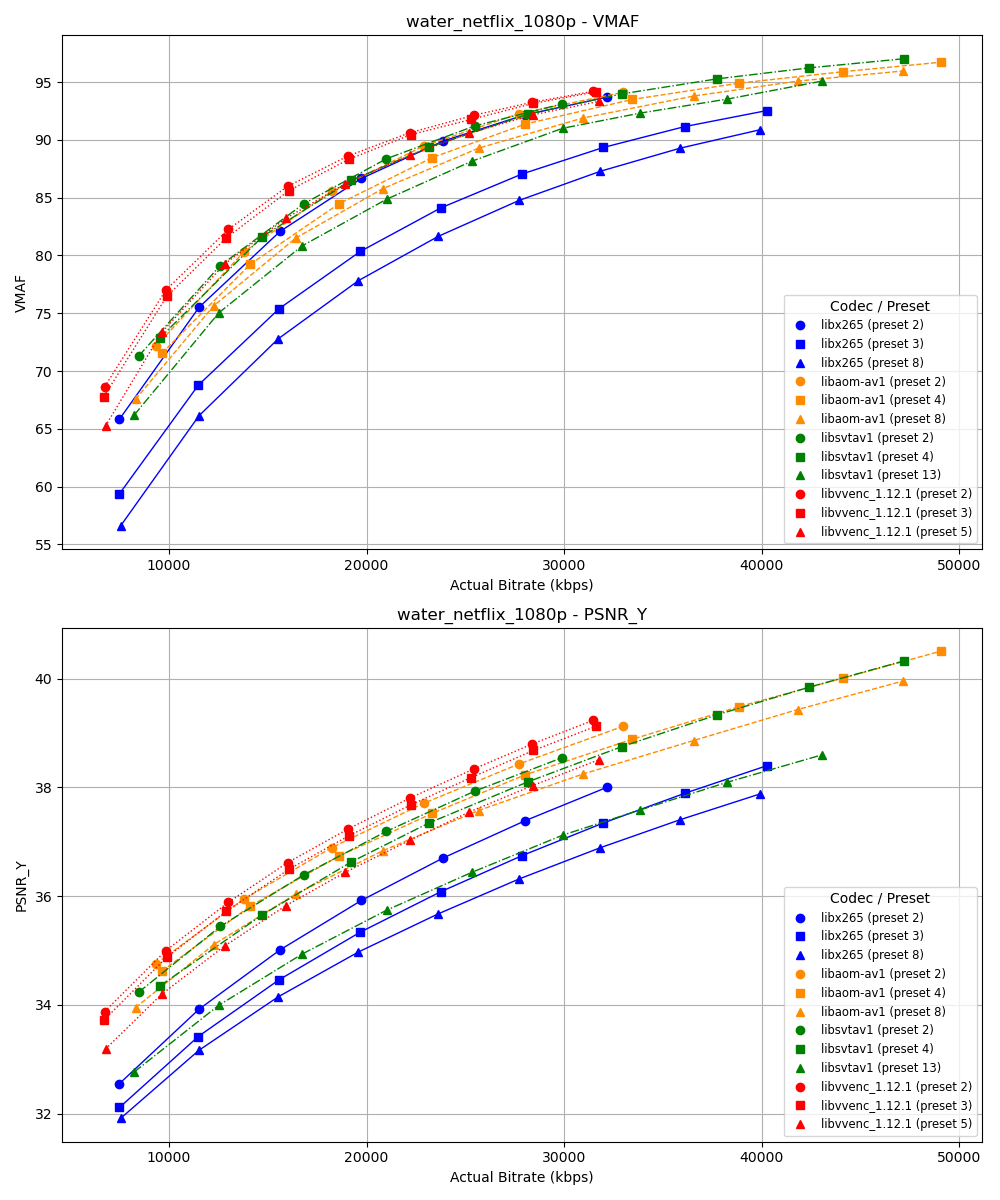 water_netflix_1080p - VMAF
95
90
85
80
75
70
65
60
55
VMAF
10000 20000 30000 40000 50000
Actual Bitrate (kbps)
Codec / Preset
libx265 (preset 2)
libx265 (preset 3)
libx265 (preset 8)
libaom-av1 (preset 2)
libaom-av1 (preset 4)
libaom-av1 (preset 8)
libsvtav1 (preset 2)
libsvtav1 (preset 4)
libsvtav1 (preset 13)
libvvenc_1.12.1 (preset 2)
libvvenc_1.12.1 (preset 3)
libvvenc_1.12.1 (preset 5)
water_netflix_1080p - PSNR_Y
40
38
36
34
32
PSNR_Y
10000 20000 30000 40000 50000
Actual Bitrate (kbps)
Codec / Preset
libx265 (preset 2)
libx265 (preset 3)
libx265 (preset 8)
libaom-av1 (preset 2)
libaom-av1 (preset 4)
libaom-av1 (preset 8)
libsvtav1 (preset 2)
libsvtav1 (preset 4)
libsvtav1 (preset 13)
libvvenc_1.12.1 (preset 2)
libvvenc_1.12.1 (preset 3)
libvvenc_1.12.1 (preset 5)